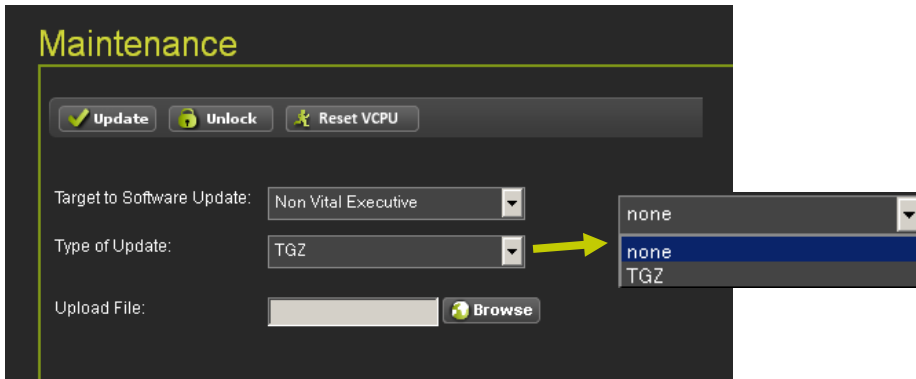 Maintenance
Update Unlock Reset VCPU
Target to Software Update: Non Vital Executive
none
Type of Update: TGZ
none
TGZ
Upload File: Browse